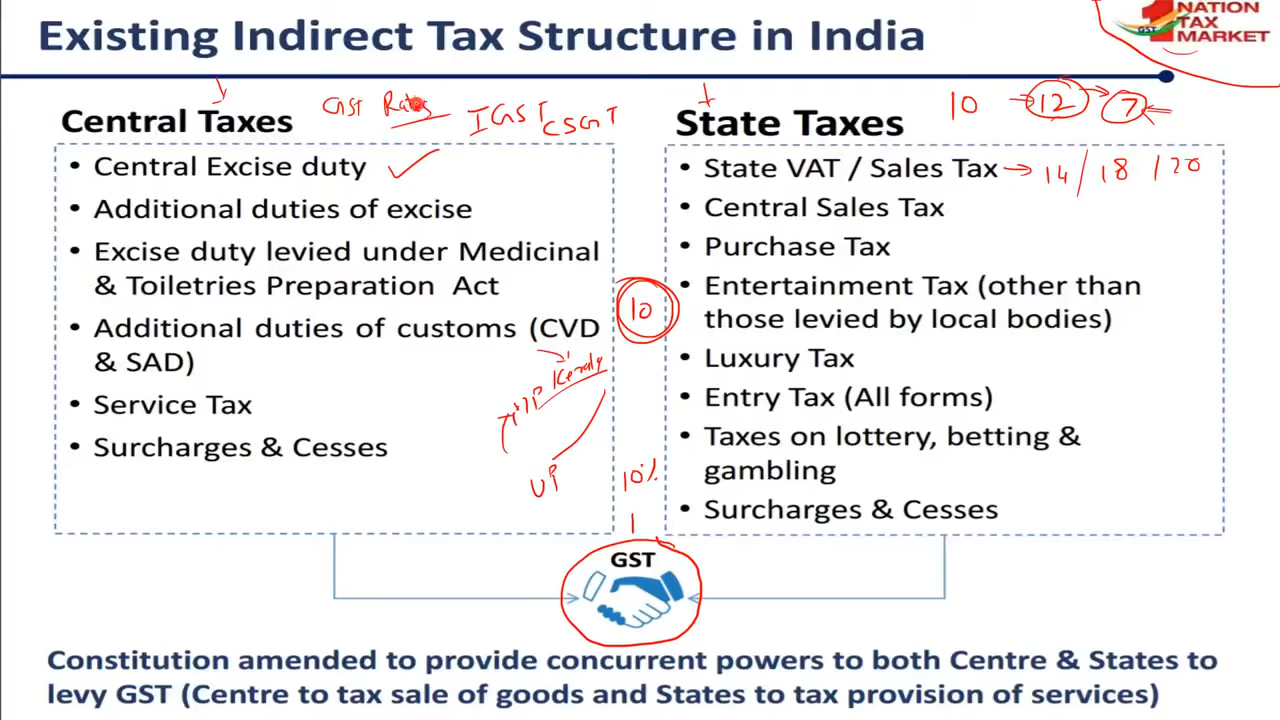 Existing Indirect Tax Structure in India
NATION
1 TAX
GST MARKET
Central Taxes
GST Rates
IGST
CSGT
• Central Excise duty
• Additional duties of excise
• Excise duty levied under Medicinal
& Toiletries Preparation Act
• Additional duties of customs (CVD
& SAD)
• Service Tax
• Surcharges & Cesses
Kerala
UP
10
10%
State Taxes
10 12 7
• State VAT / Sales Tax → 14 / 18 / 20
• Central Sales Tax
• Purchase Tax
• Entertainment Tax (other than
those levied by local bodies)
• Luxury Tax
• Entry Tax (All forms)
• Taxes on lottery, betting &
gambling
• Surcharges & Cesses
GST
Constitution amended to provide concurrent powers to both Centre & States to
levy GST (Centre to tax sale of goods and States to tax provision of services)